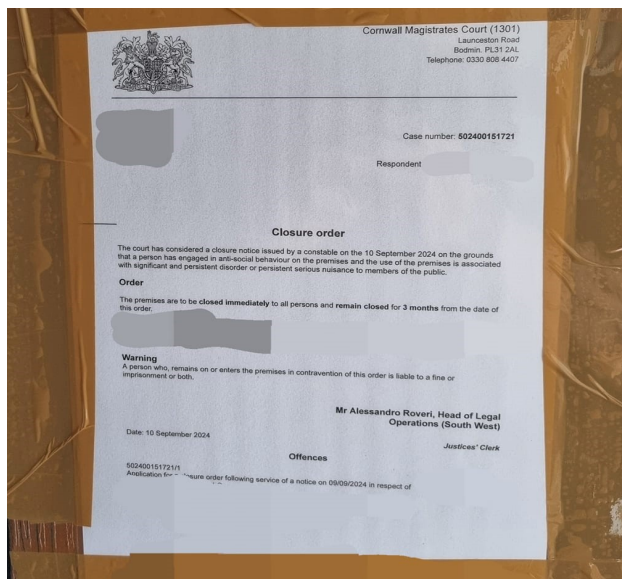 Cornwall Magistrates Court (1301)
Launceston Road
Bodmin. PL31 2AL
Telephone: 0330 808 4407
Case number: 502400151721
Respondent
Closure order
The court has considered a closure notice issued by a constable on the 10 September 2024 on the grounds
that a person has engaged in anti-social behaviour on the premises and the use of the premises is associated
with significant and persistent disorder or persistent serious nuisance to members of the public.
Order
The premises are to be closed immediately to all persons and remain closed for 3 months from the date of
this order.
Warning
A person who, remains on or enters the premises in contravention of this order is liable to a fine or
imprisonment or both.
Mr Alessandro Roveri, Head of Legal
Operations (South West)
Justices' Clerk
Date: 10 September 2024
Offences
502400151721/1
Application for order following service of a notice on 09/09/2024 in respect of